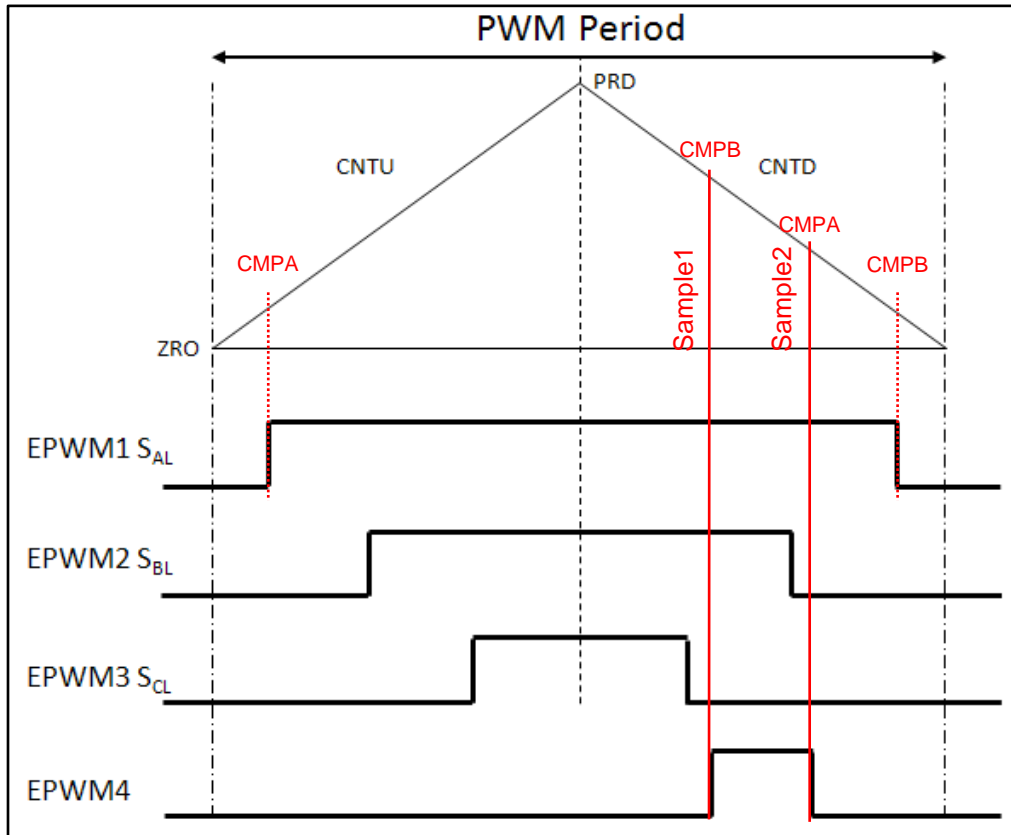 PWM Period
PRD
CMPB
CNTU
CNTD
CMPA
CMPA
CMPB
Sample1
Sample2
ZRO
EPWM1 SAL
EPWM2 SBL
EPWM3 SCL
EPWM4